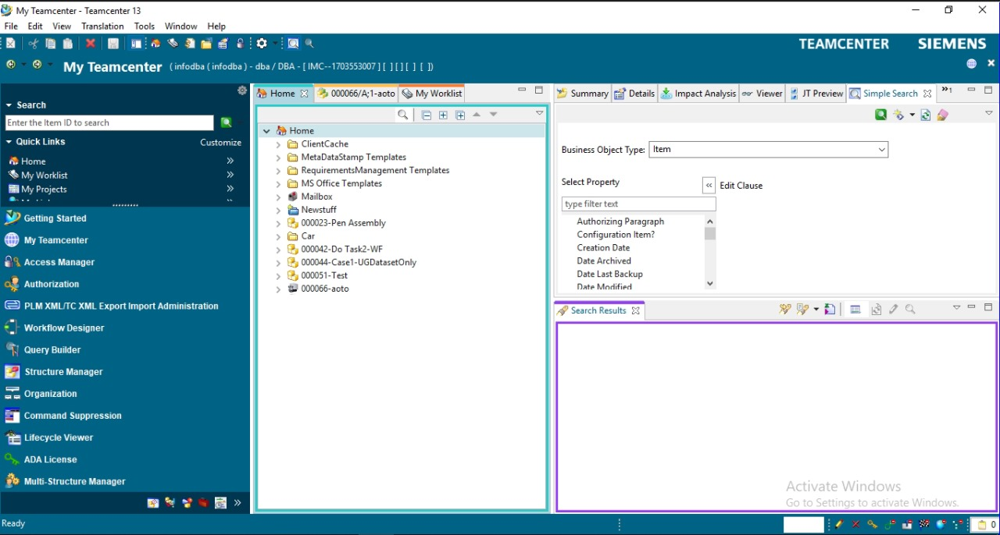 My Teamcenter - Teamcenter 13
File Edit View Translation Tools Window Help
TEAMCENTER SIEMENS
My Teamcenter ( infodba ( infodba ) - dba / DBA - [ IMC--1703553007 ] [ ] [ ] [ ] [ ])
Search
Enter the Item ID to search
Quick Links Customize
Home
My Worklist
My Projects
Getting Started
My Teamcenter
Access Manager
Authorization
PLM XML/TC XML Export Import Administration
Workflow Designer
Query Builder
Structure Manager
Organization
Command Suppression
Lifecycle Viewer
ADA License
Multi-Structure Manager
Home 000066/A;1-aoto My Worklist
Home
ClientCache
MetaDataStamp Templates
RequirementsManagement Templates
MS Office Templates
Mailbox
Newstuff
000023-Pen Assembly
Car
000042-Do Task2-WF
000044-Case1-UGDatasetOnly
000051-Test
000066-aoto
Summary Details Impact Analysis Viewer JT Preview Simple Search »1
Business Object Type: Item
Select Property
Edit Clause
type filter text
Authorizing Paragraph
Configuration Item?
Creation Date
Date Archived
Date Last Backup
Date Modified
Search Results
Activate Windows
Go to Settings to activate Windows.
Ready
0